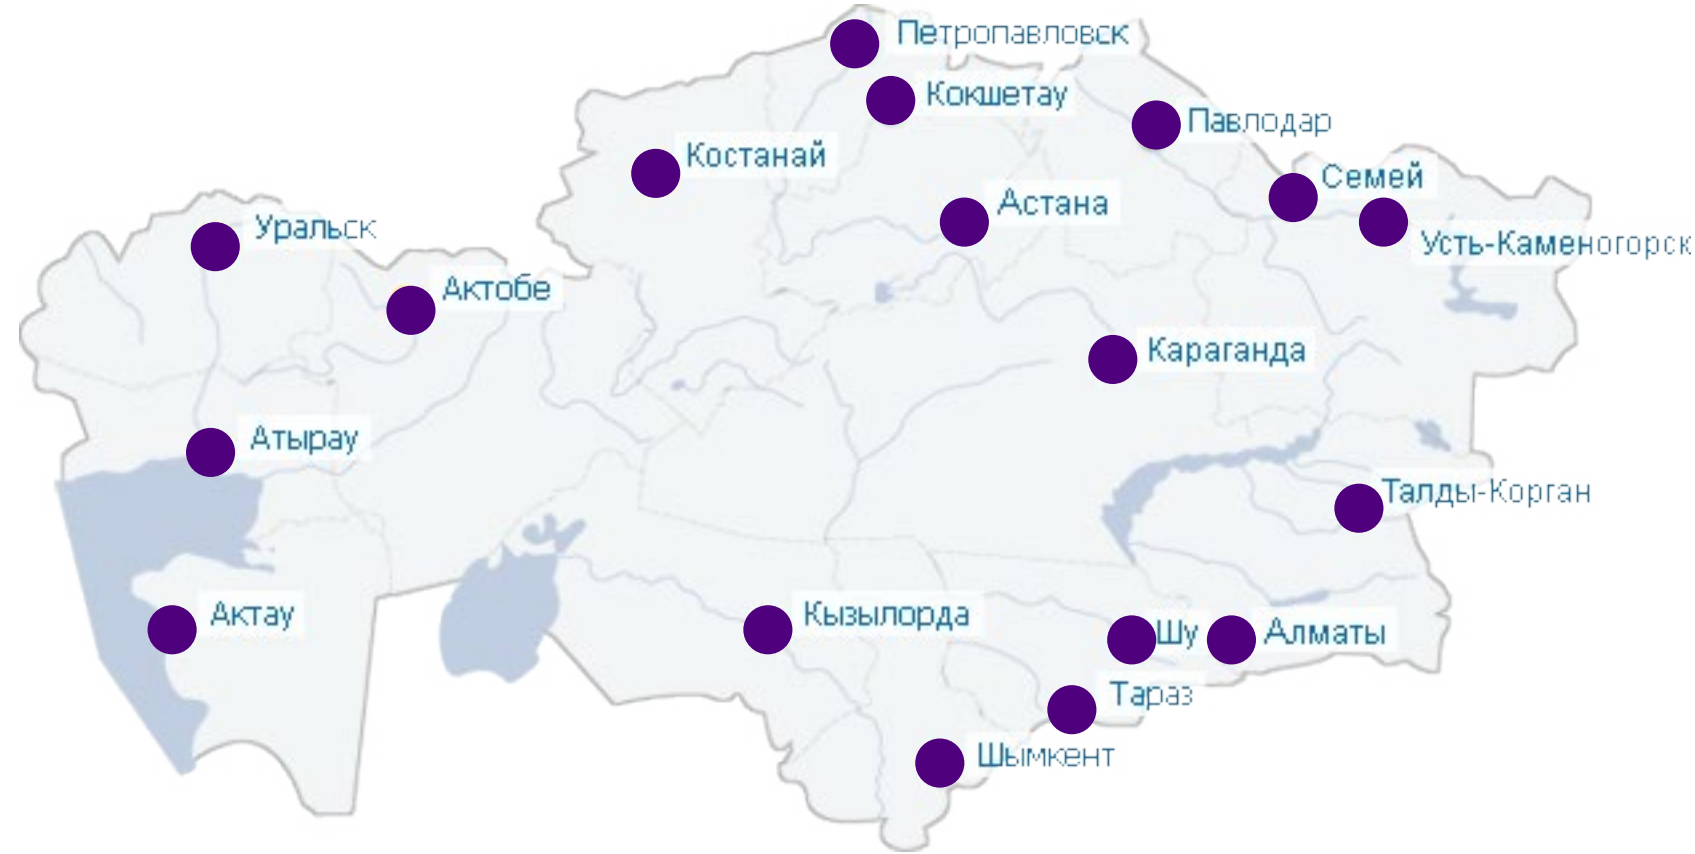 Петропавловск
Кокшетау
Павлодар
Костанай
Семей
Астана
Уральск
Усть-Каменогорск
Актобе
Караганда
Атырау
Талды-Корган
Актау
Кызылорда
Шу
Алматы
Тараз
Шымкент